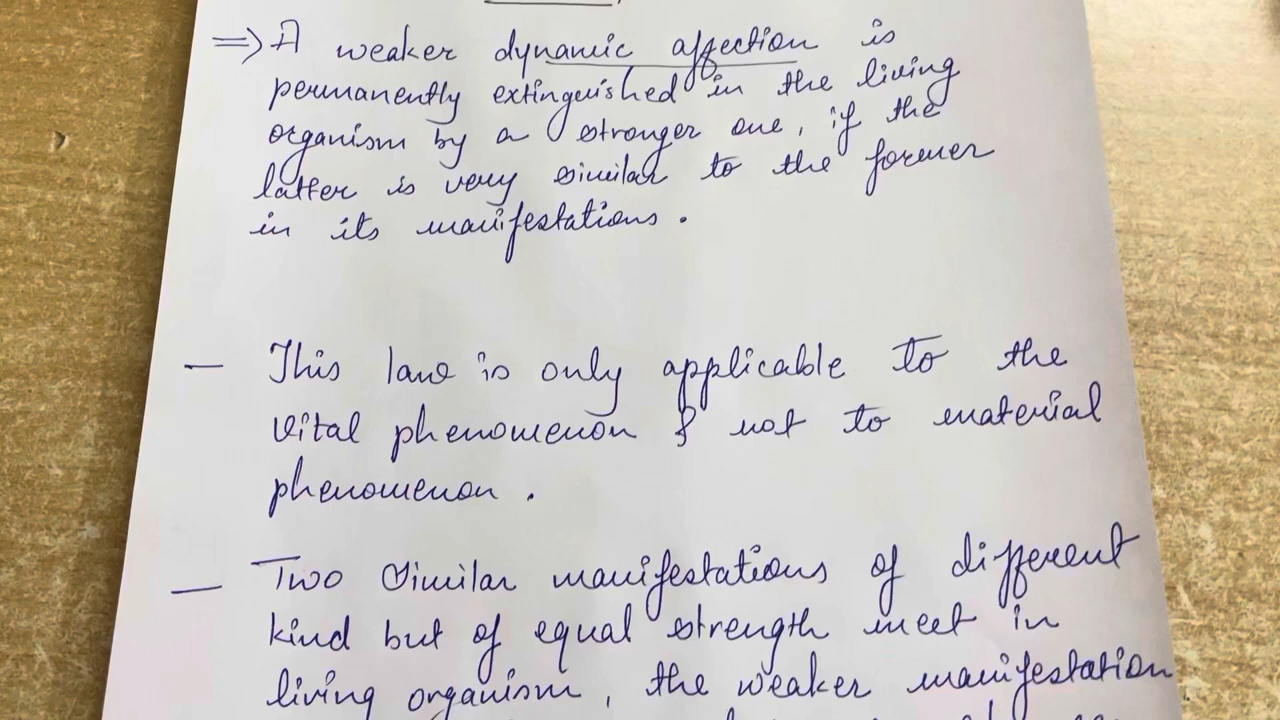 ⇒ A weaker dynamic affection is
permanently extinguished in the living
organism by a stronger one, if the
latter is very similar to the former
in its manifestations.
— This law is only applicable to the
vital phenomenon & not to material
phenomenon.
— Two similar manifestations of different
kind but of equal strength meet in
living organism, the weaker manifestation